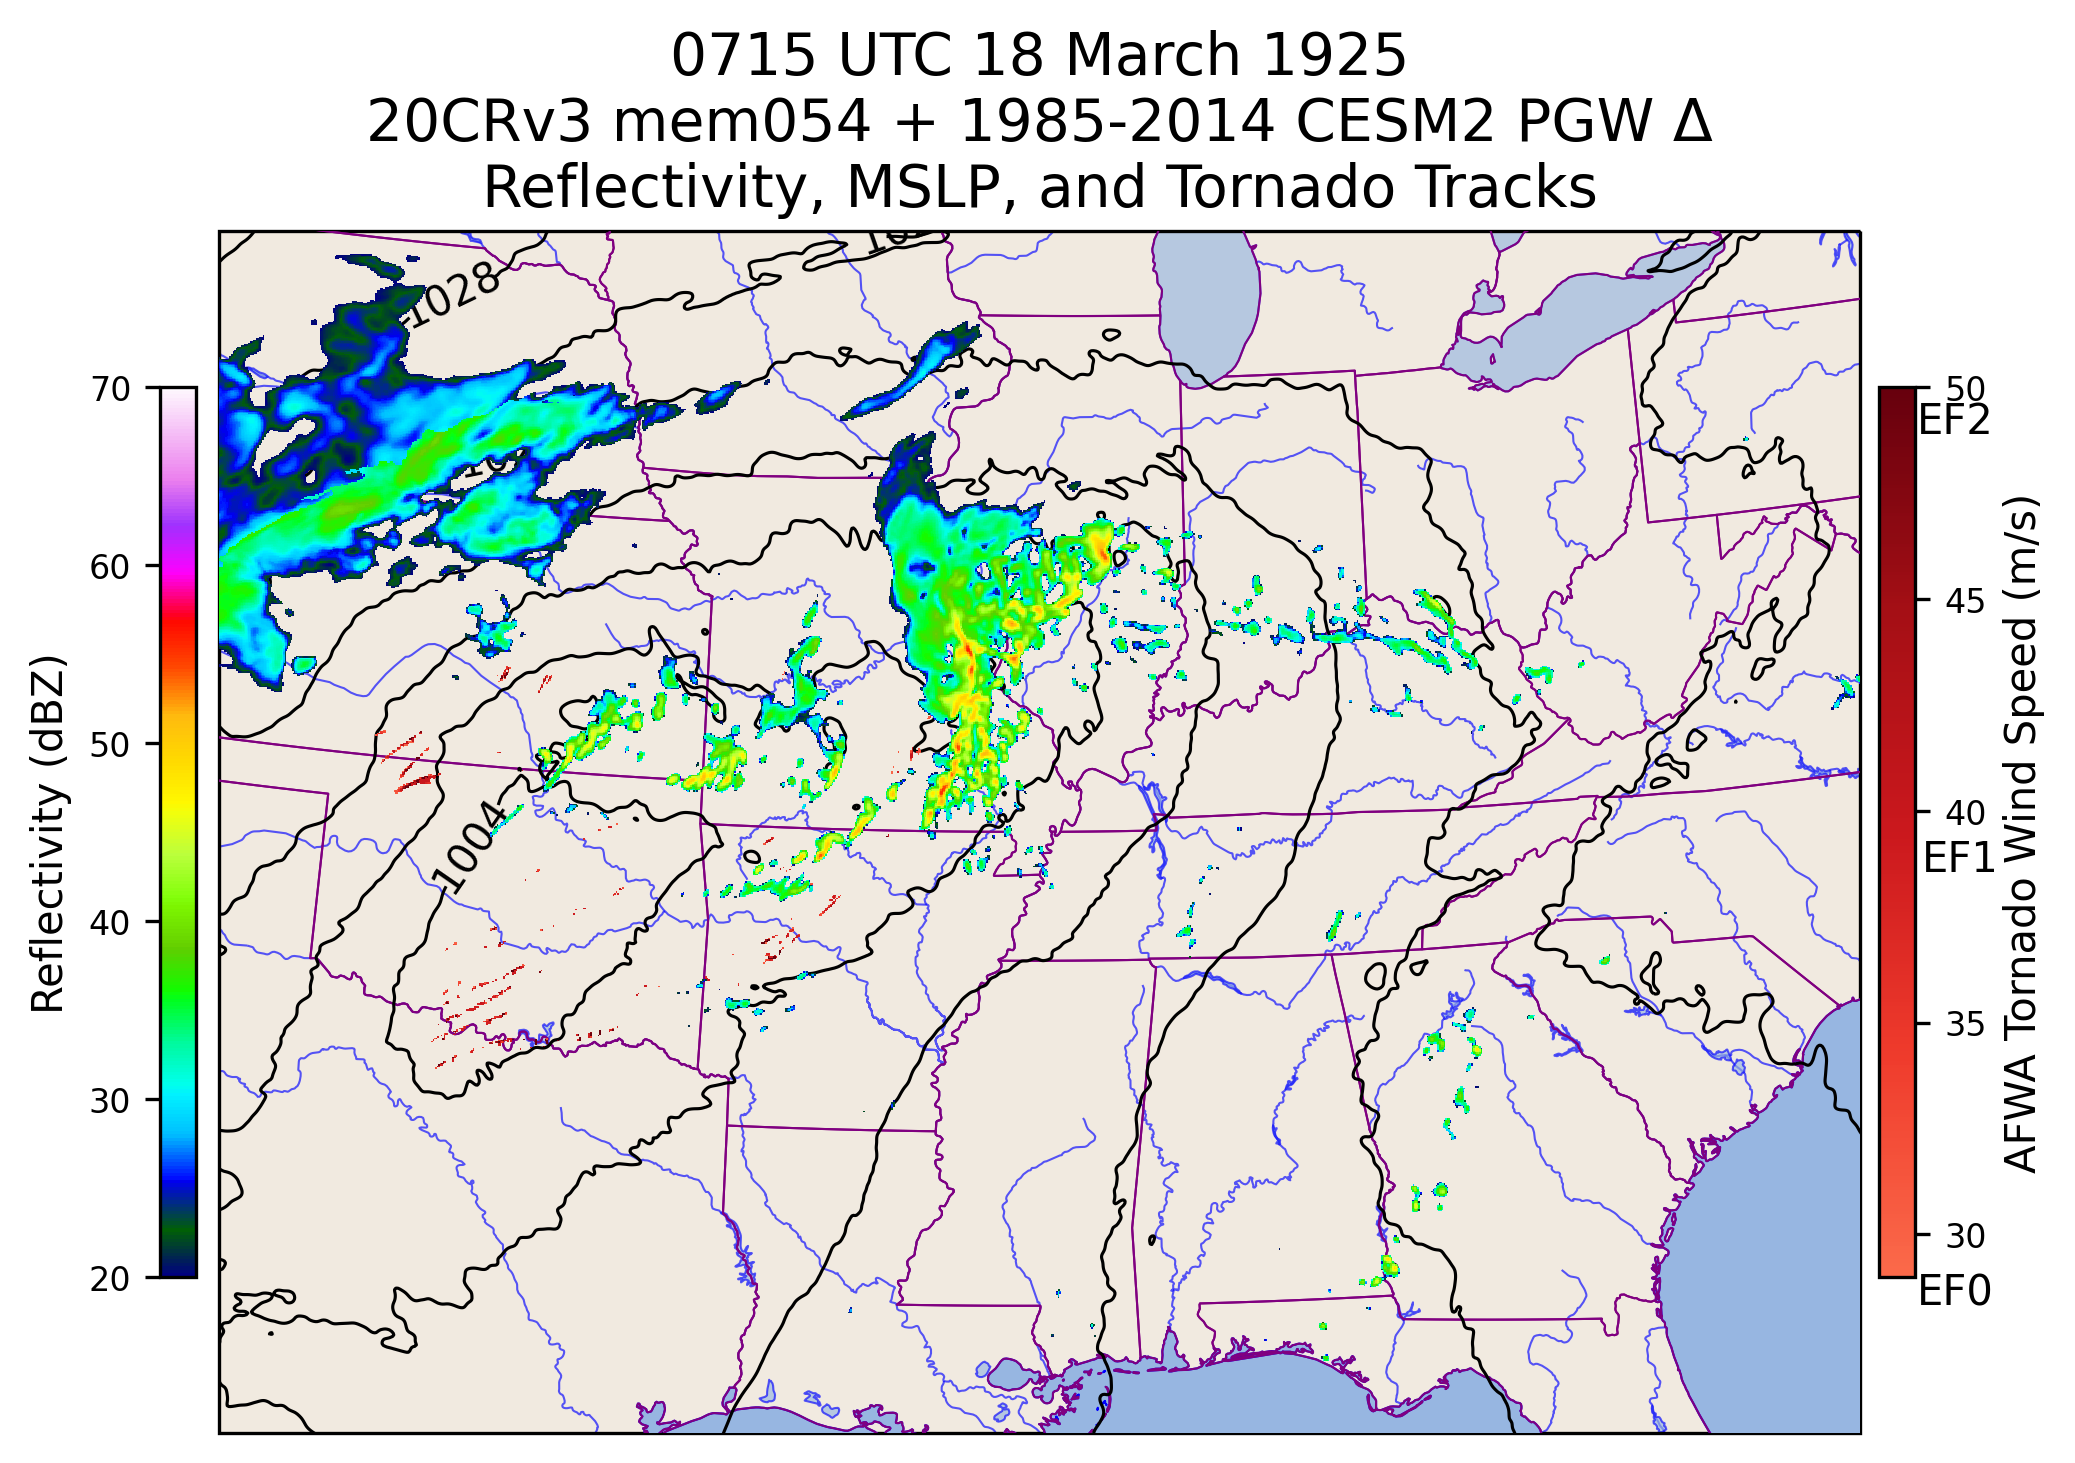 0715 UTC 18 March 1925
20CRv3 mem054 + 1985-2014 CESM2 PGW Δ
Reflectivity, MSLP, and Tornado Tracks
Reflectivity (dBZ)
70
60
50
40
30
20
1028
1004
50
EF2
45
40
EF1
35
30
EF0
AFWA Tornado Wind Speed (m/s)